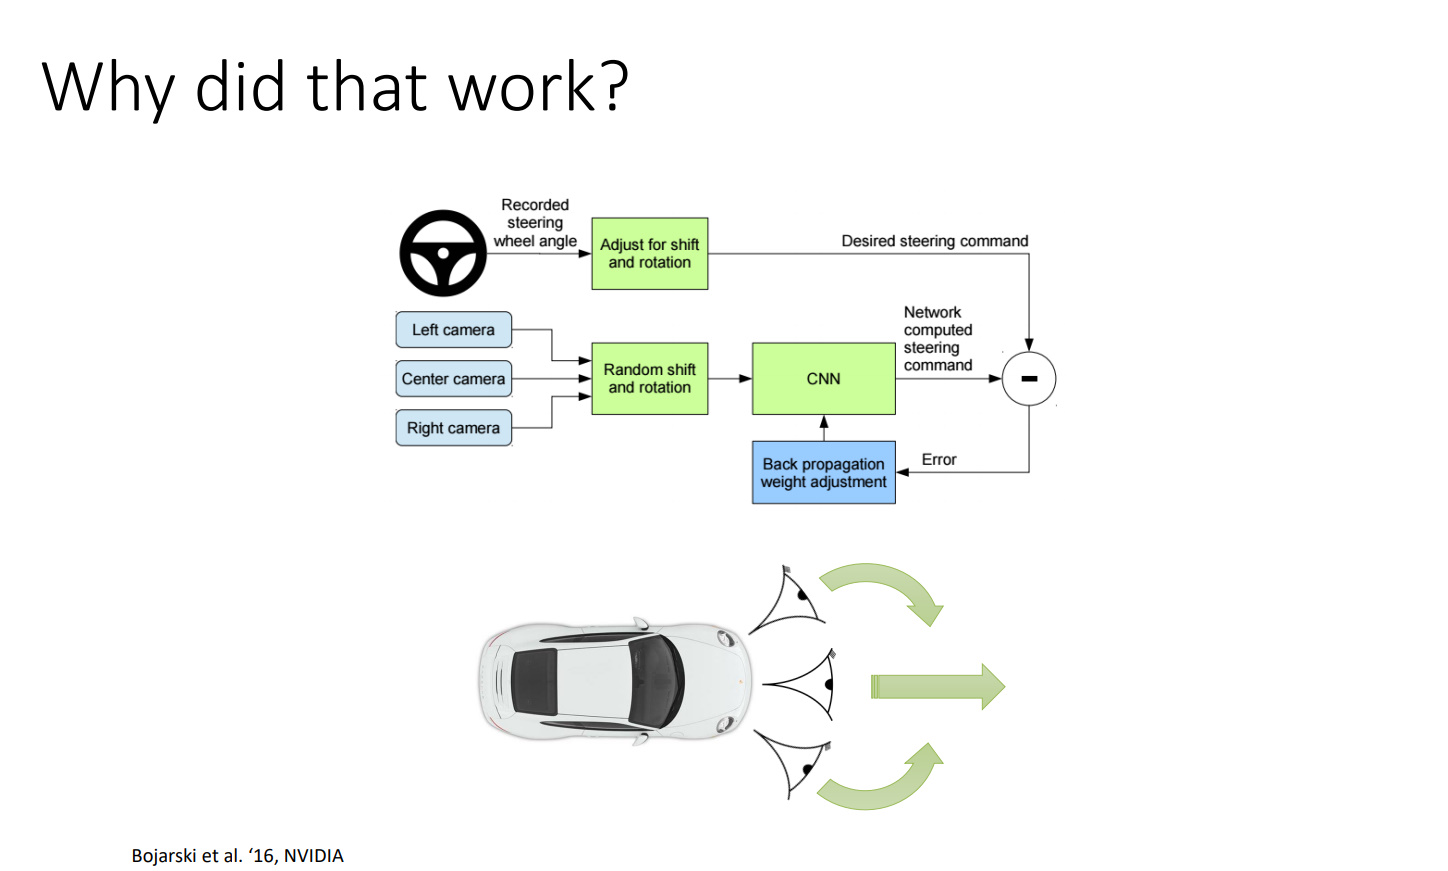 Why did that work?
Recorded
steering
wheel angle
Adjust for shift
and rotation
Desired steering command
Left camera
Center camera
Right camera
Random shift
and rotation
CNN
Network
computed
steering
command
-
Back propagation
weight adjustment
Error
Bojarski et al. ‘16, NVIDIA